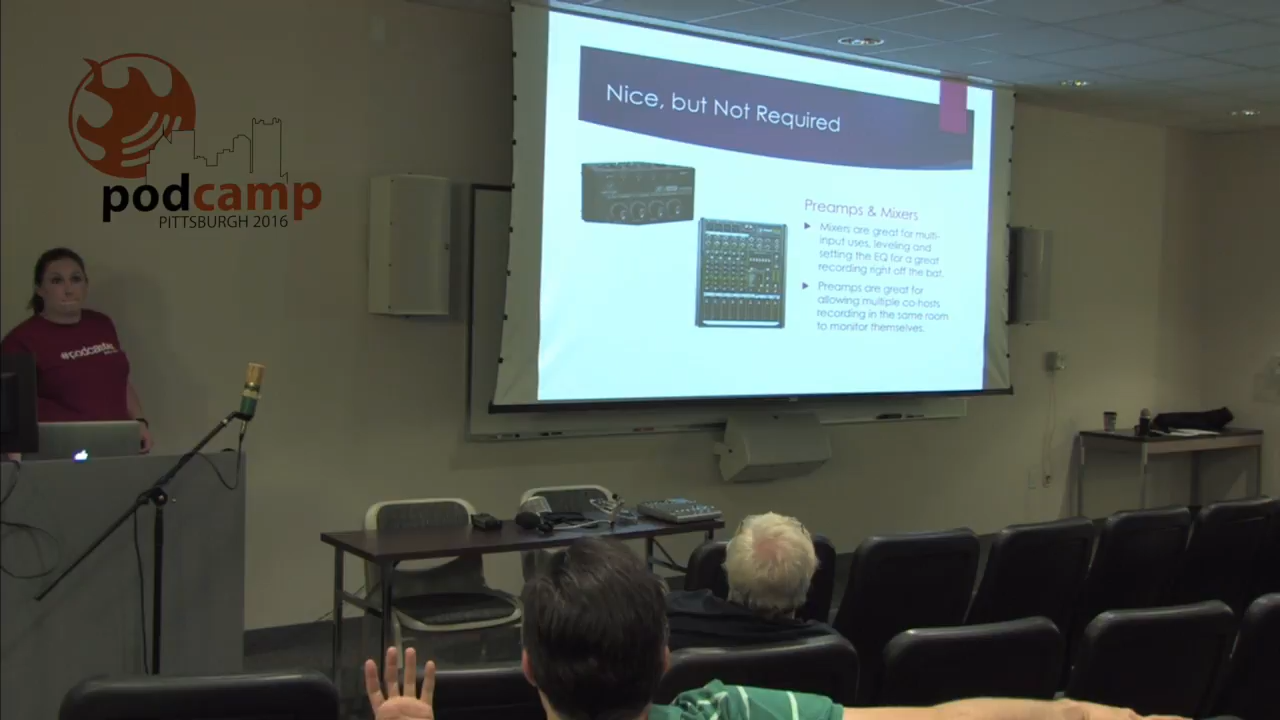 podcamp
PITTSBURGH 2016
Nice, but Not Required
Preamps & Mixers
Mixers are great for multi-
input uses, leveling and
setting the EQ for a great
recording right off the bat.
Preamps are great for
allowing multiple co-hosts
recording in the same room
to monitor themselves.
#podcamp